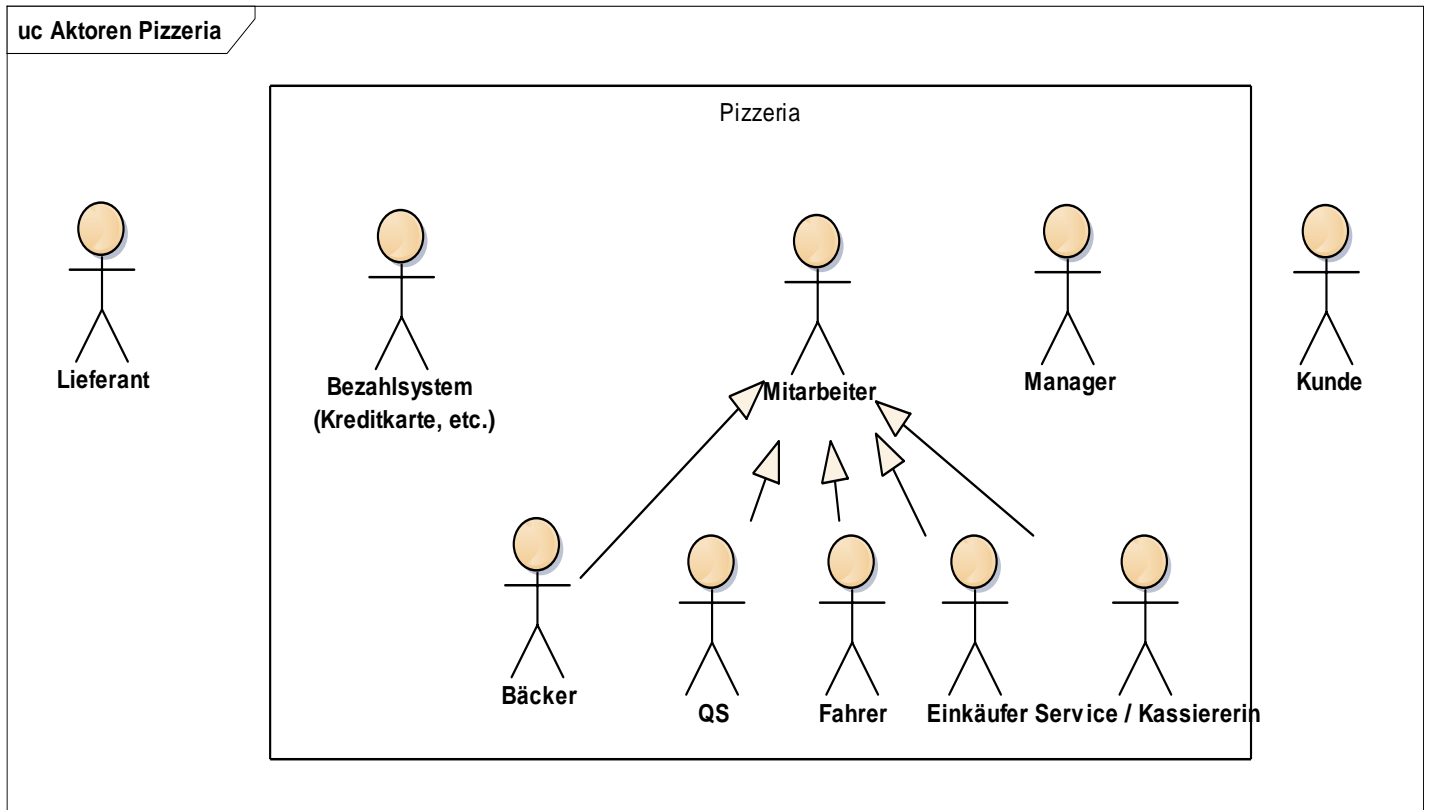 uc Aktoren Pizzeria
Pizzeria
Lieferant
Bezahlsystem
(Kreditkarte, etc.)
Mitarbeiter
Manager
Kunde
Bäcker
QS
Fahrer
Einkäufer
Service / Kassiererin